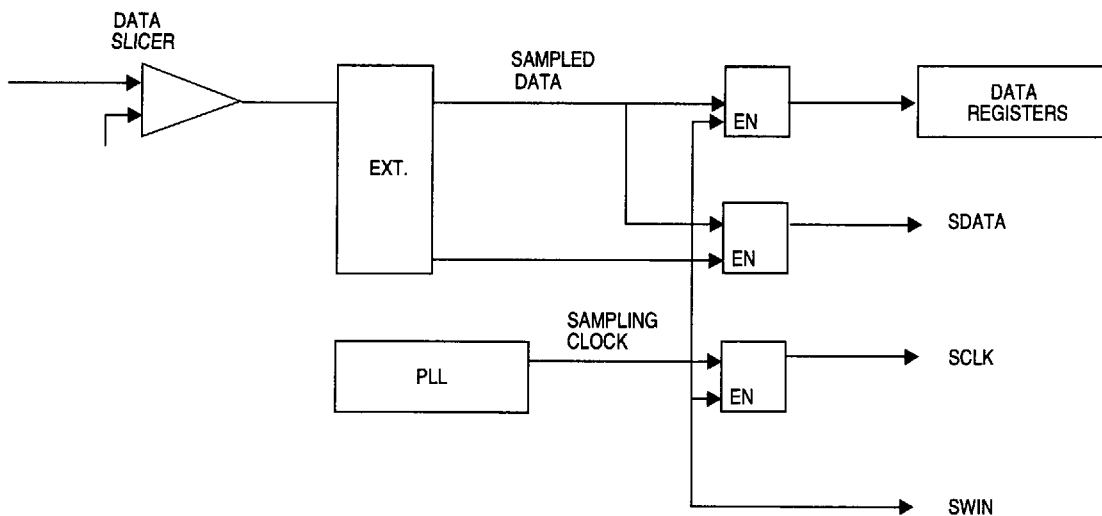 DATA
SLICER
SAMPLED
DATA
EN
DATA
REGISTERS
EXT.
SDATA
EN
SAMPLING
CLOCK
PLL
SCLK
EN
SWIN